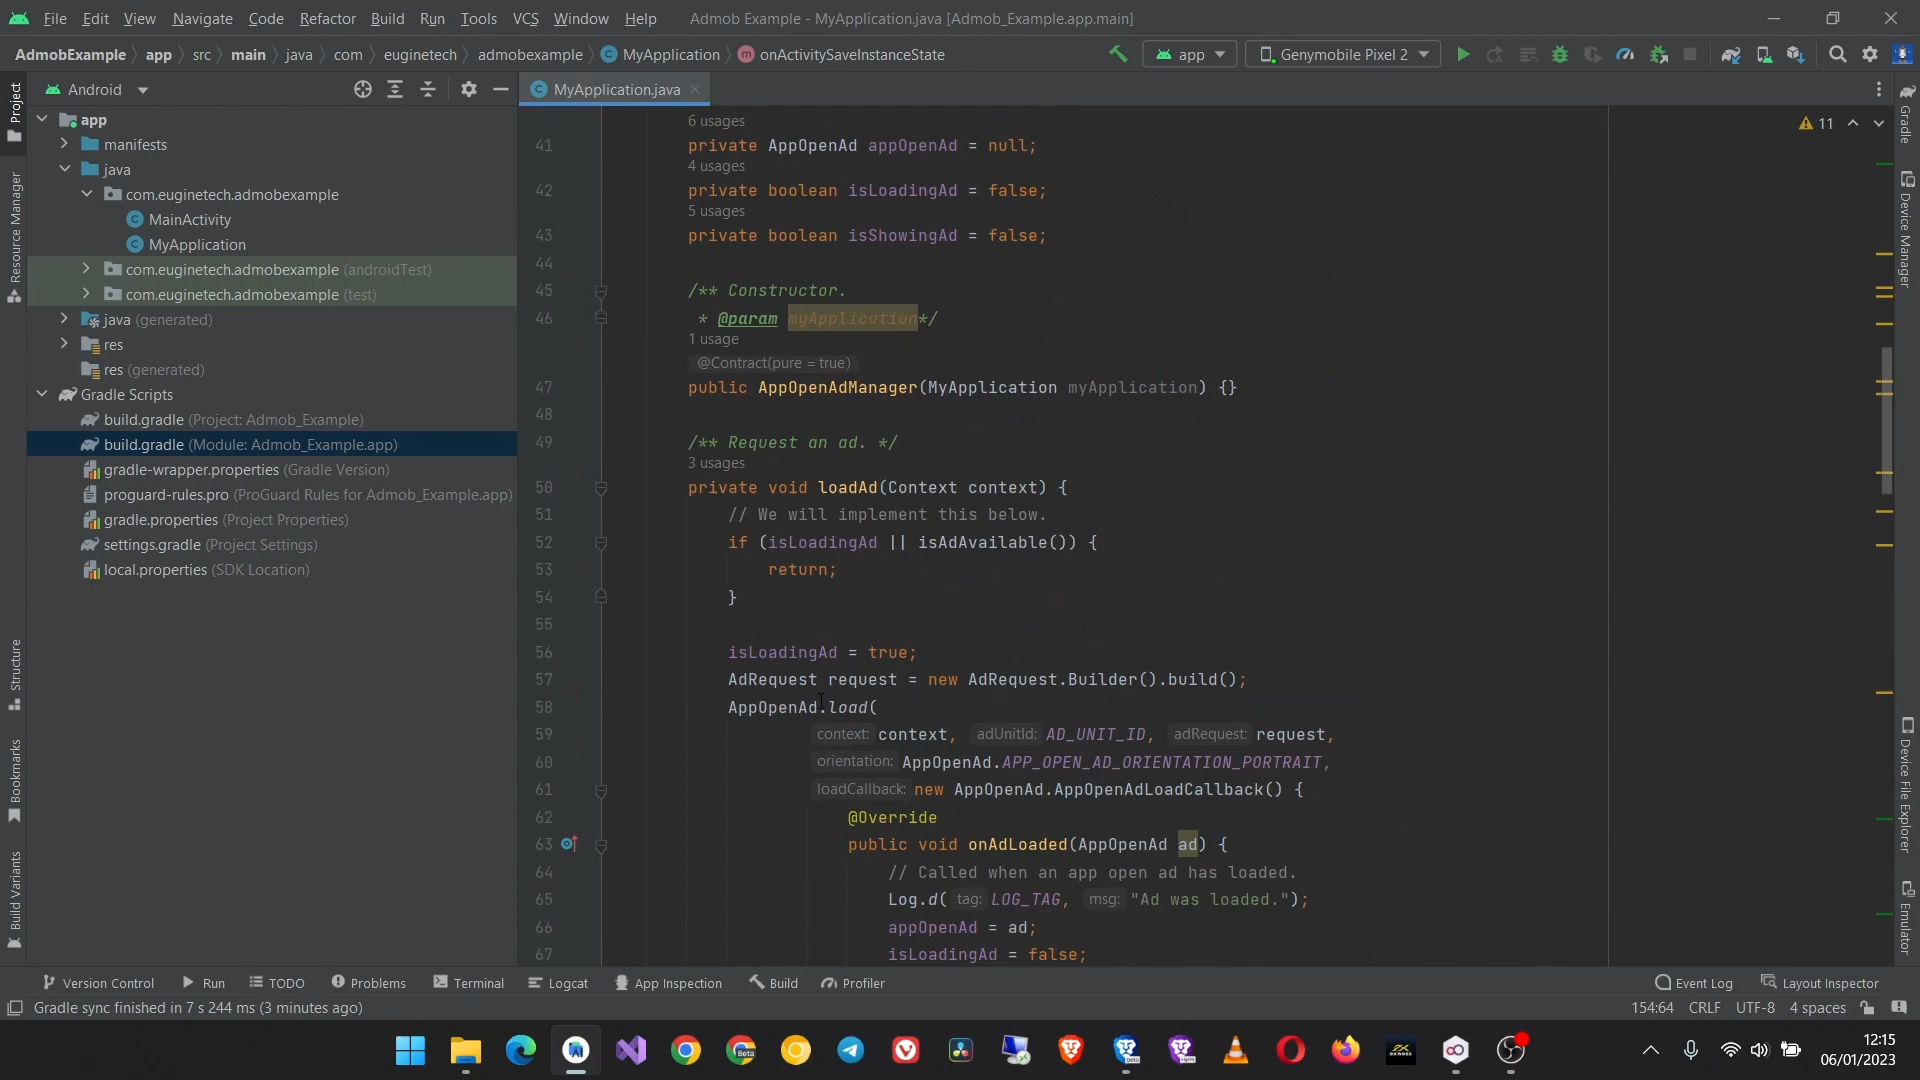 File Edit View Navigate Code Refactor Build Run Tools VCS Window Help Admob Example - MyApplication.java [Admob_Example.app.main]
AdmobExample app src main java com euginetech admobexample MyApplication onActivitySaveInstanceState app Genymobile Pixel 2
Project
Android
MyApplication.java
Gradle
app
manifests
java
com.euginetech.admobexample
MainActivity
MyApplication
com.euginetech.admobexample (androidTest)
com.euginetech.admobexample (test)
java (generated)
res
res (generated)
Gradle Scripts
build.gradle (Project: Admob_Example)
build.gradle (Module: Admob_Example.app)
gradle-wrapper.properties (Gradle Version)
proguard-rules.pro (ProGuard Rules for Admob_Example.app)
gradle.properties (Project Properties)
settings.gradle (Project Settings)
local.properties (SDK Location)
Resource Manager
Structure
Bookmarks
Build Variants
11
6 usages
41 private AppOpenAd appOpenAd = null;
4 usages
42 private boolean isLoadingAd = false;
5 usages
43 private boolean isShowingAd = false;
44
45 /** Constructor.
46 * @param myApplication*/
1 usage
@Contract(pure = true)
47 public AppOpenAdManager(MyApplication myApplication) {}
48
49 /** Request an ad. */
3 usages
50 private void loadAd(Context context) {
51 // We will implement this below.
52 if (isLoadingAd || isAdAvailable()) {
53 return;
54 }
55
56 isLoadingAd = true;
57 AdRequest request = new AdRequest.Builder().build();
58 AppOpenAd.load(
59 context: context, adUnitId: AD_UNIT_ID, adRequest: request,
60 orientation: AppOpenAd.APP_OPEN_AD_ORIENTATION_PORTRAIT,
61 loadCallback: new AppOpenAd.AppOpenAdLoadCallback() {
62 @Override
63 public void onAdLoaded(AppOpenAd ad) {
64 // Called when an app open ad has loaded.
65 Log.d( tag: LOG_TAG, msg: "Ad was loaded.");
66 appOpenAd = ad;
67 isLoadingAd = false;
Device Manager
Device File Explorer
Emulator
Version Control Run TODO Problems Terminal Logcat App Inspection Build Profiler Event Log Layout Inspector
Gradle sync finished in 7 s 244 ms (3 minutes ago) 154:64 CRLF UTF-8 4 spaces
Beta
12:15
06/01/2023